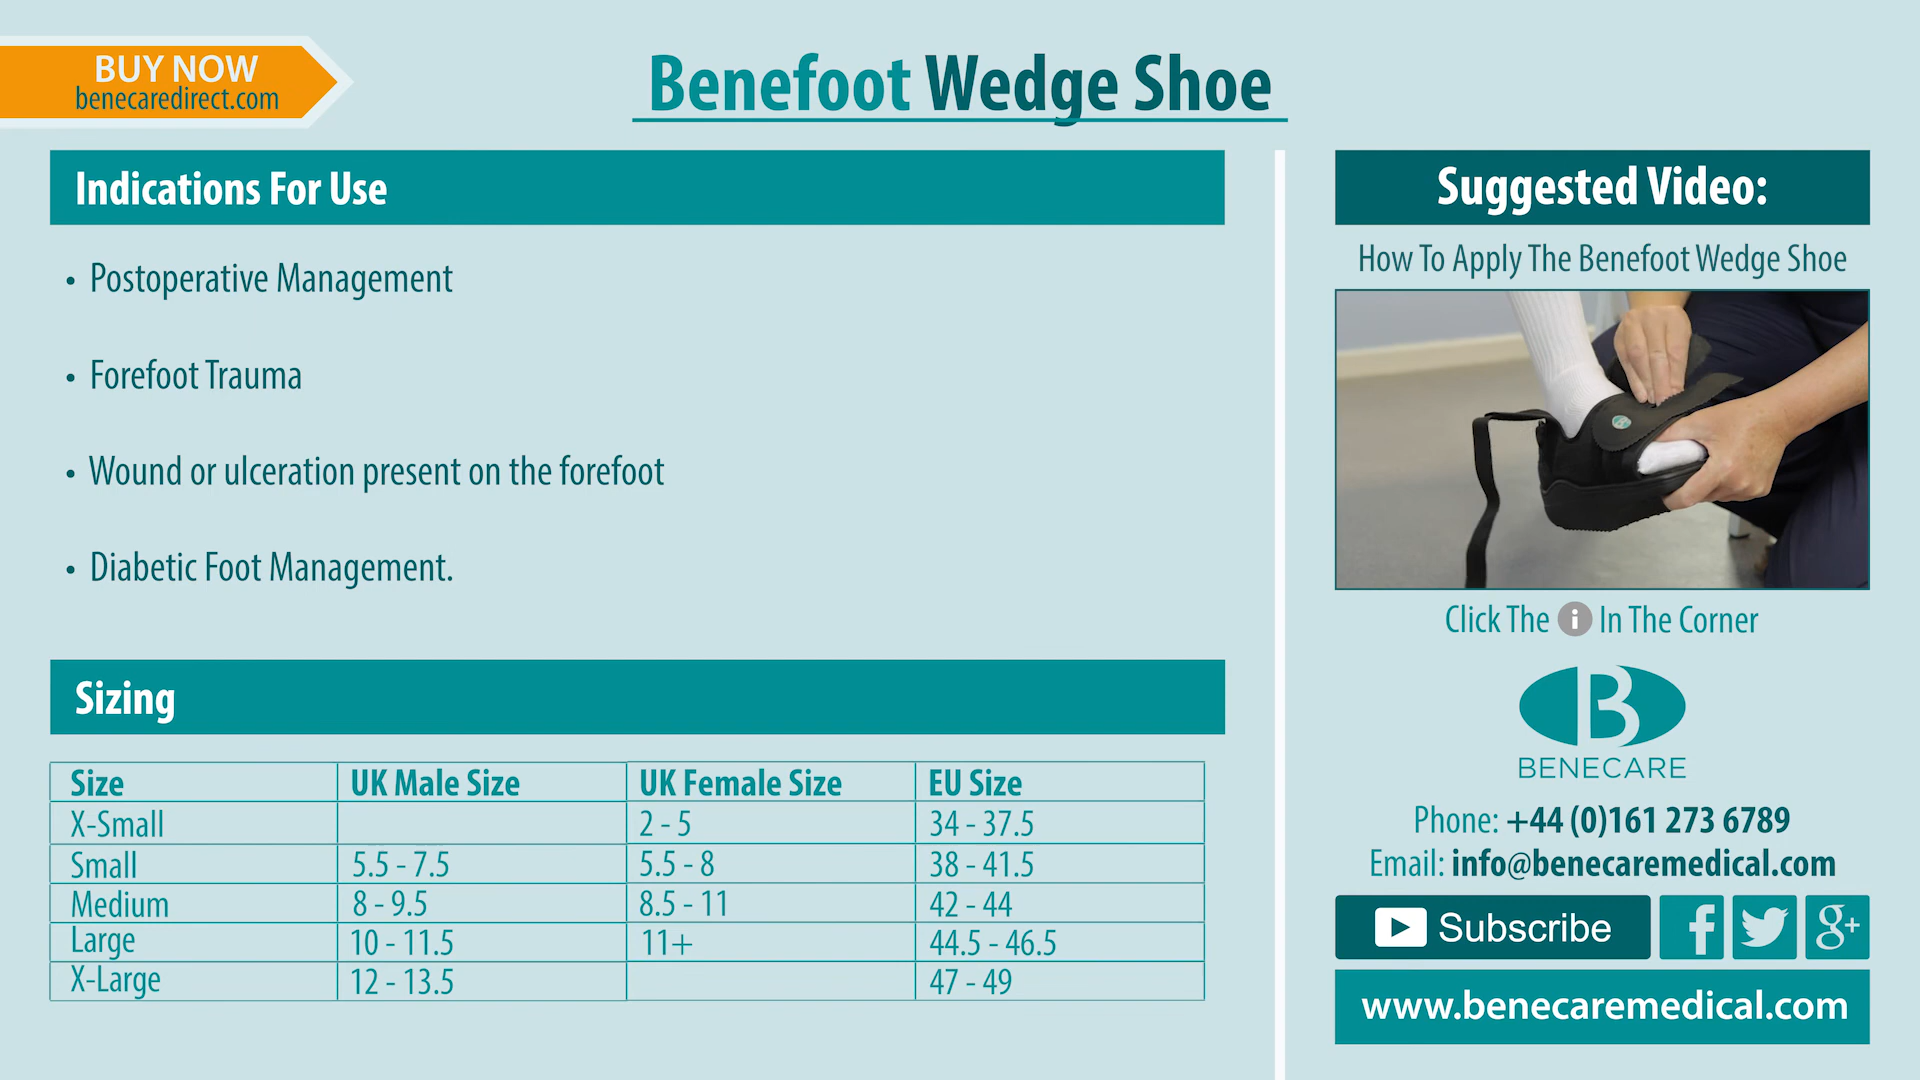 BUY NOW
benecaredirect.com
Benefoot Wedge Shoe
Indications For Use
• Postoperative Management
• Forefoot Trauma
• Wound or ulceration present on the forefoot
• Diabetic Foot Management.
Sizing
Size UK Male Size UK Female Size EU Size
X-Small 2 - 5 34 - 37.5
Small 5.5 - 7.5 5.5 - 8 38 - 41.5
Medium 8 - 9.5 8.5 - 11 42 - 44
Large 10 - 11.5 11+ 44.5 - 46.5
X-Large 12 - 13.5 47 - 49
Suggested Video:
How To Apply The Benefoot Wedge Shoe
Click The i In The Corner
B
BENECARE
Phone: +44 (0)161 273 6789
Email: info@benecaremedical.com
Subscribe f g+
www.benecaremedical.com